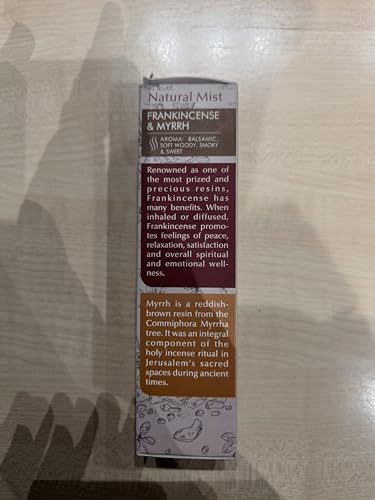 Natural Mist
FRANKINCENSE
& MYRRH
AROMA: BALSAMIC,
SOFT WOODY, SMOKY
& SWEET
Renowned as one of
the most prized and
precious resins,
Frankincense has
many benefits. When
inhaled or diffused,
Frankincense promo-
tes feelings of peace,
relaxation, satisfaction
and overall spiritual
and emotional well-
ness.
Myrrh is a reddish-
brown resin from the
Commiphora Myrrha
tree. It was an integral
component of the
holy incense ritual in
Jerusalem's sacred
spaces during ancient
times.